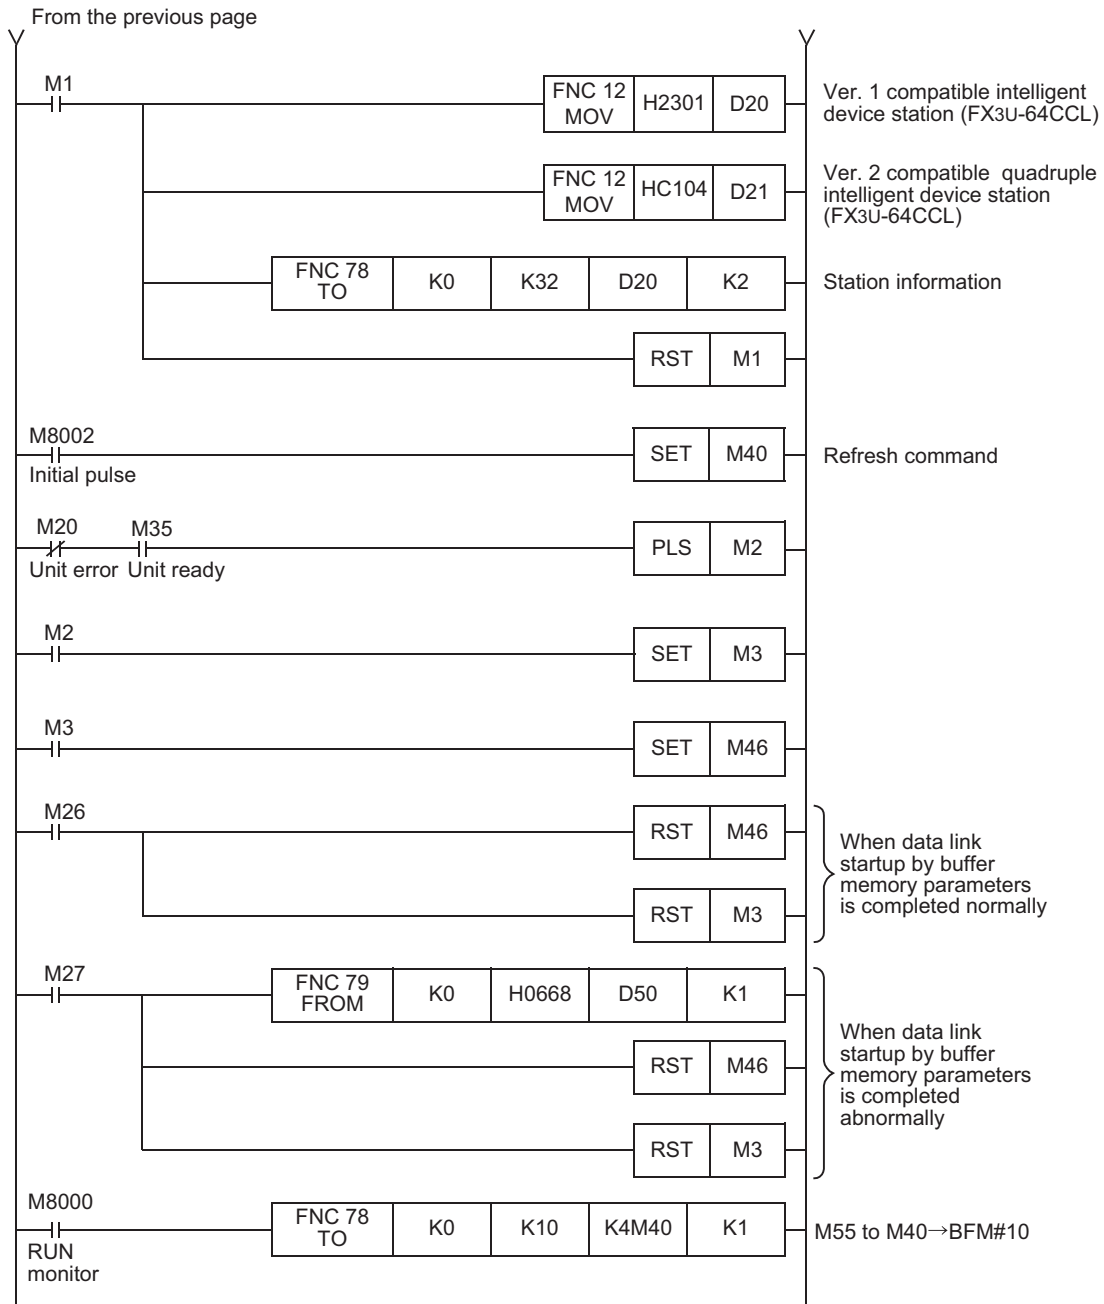 From the previous page
M1
FNC 12
MOV
H2301
D20
Ver. 1 compatible intelligent
device station (FX3U-64CCL)
FNC 12
MOV
HC104
D21
Ver. 2 compatible quadruple
intelligent device station
(FX3U-64CCL)
FNC 78
TO
K0
K32
D20
K2
Station information
RST
M1
M8002
Initial pulse
SET
M40
Refresh command
M20
M35
Unit error
Unit ready
PLS
M2
M2
SET
M3
M3
SET
M46
M26
RST
M46
RST
M3
When data link
startup by buffer
memory parameters
is completed normally
M27
FNC 79
FROM
K0
H0668
D50
K1
RST
M46
RST
M3
When data link
startup by buffer
memory parameters
is completed
abnormally
M8000
RUN
monitor
FNC 78
TO
K0
K10
K4M40
K1
M55 to M40→BFM#10